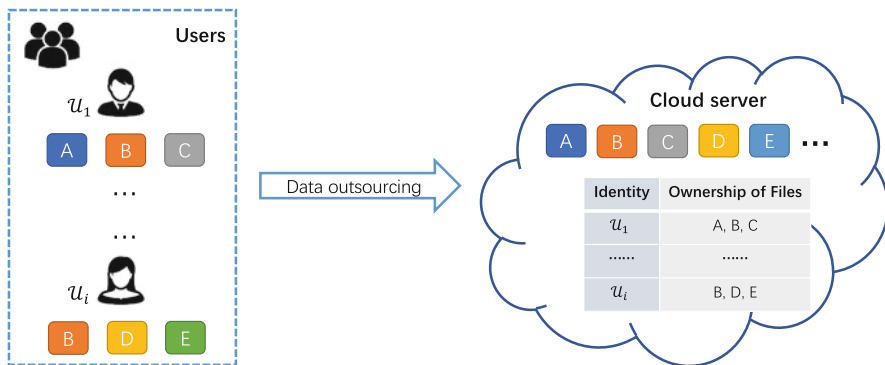 Users
𝒰1
A B C
...
...
𝒰i
B D E
Data outsourcing
Cloud server
A B C D E ...
Identity Ownership of Files
𝒰1 A, B, C
...... ......
𝒰i B, D, E